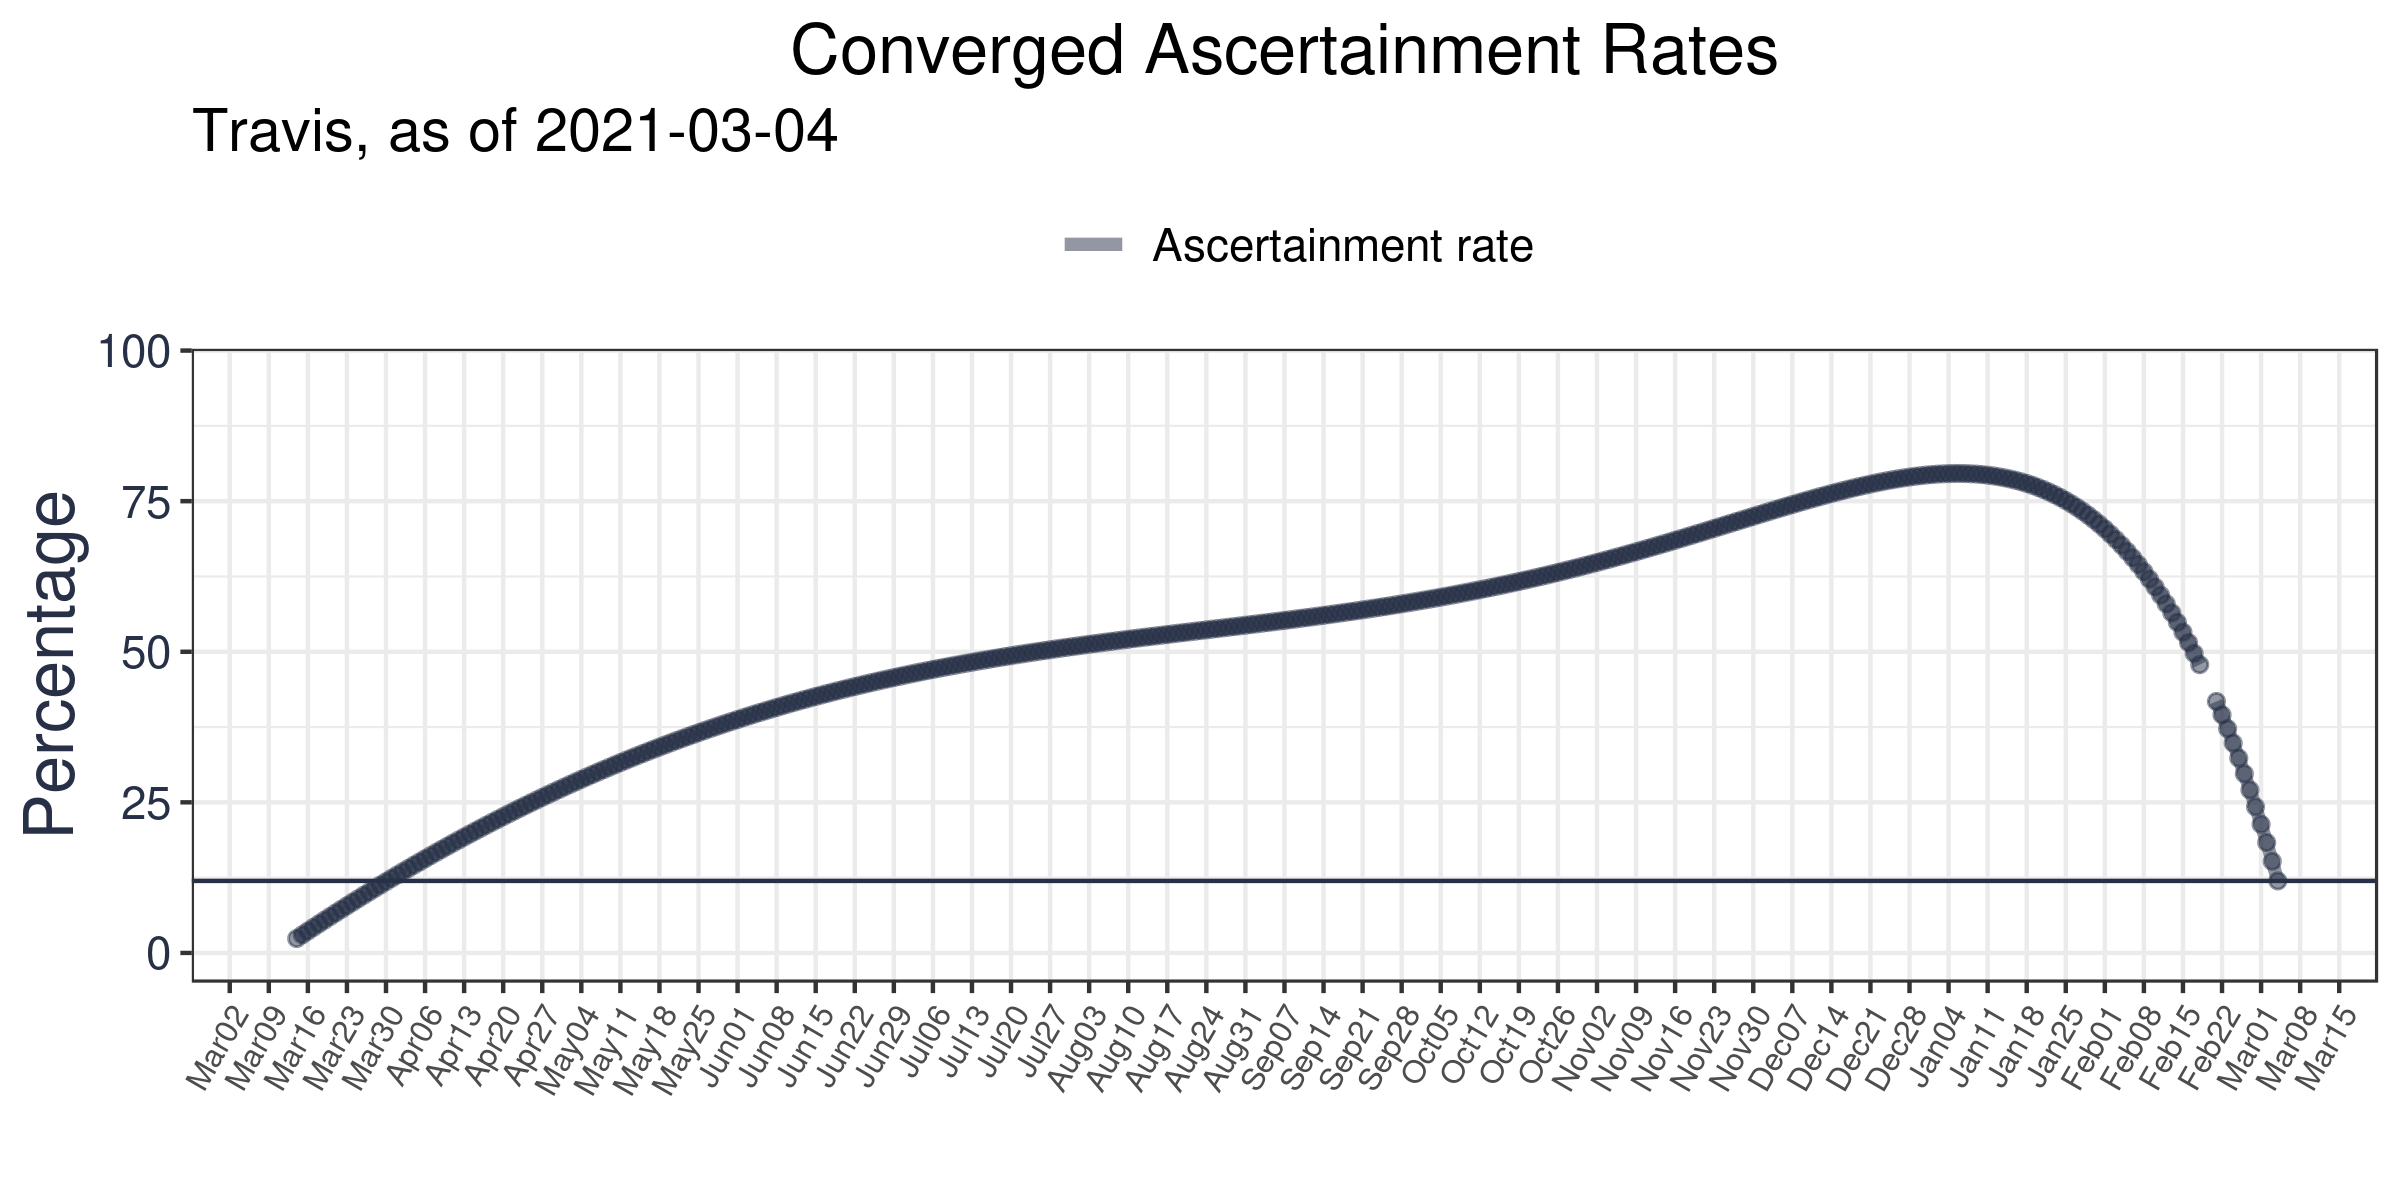 Converged Ascertainment Rates
Travis, as of 2021-03-04
Ascertainment rate
Percentage
100
75
50
25
0
Mar02 Mar09 Mar16 Mar23 Mar30 Apr06 Apr13 Apr20 Apr27 May04 May11 May18 May25 Jun01 Jun08 Jun15 Jun22 Jun29 Jul06 Jul13 Jul20 Jul27 Aug03 Aug10 Aug17 Aug24 Aug31 Sep07 Sep14 Sep21 Sep28 Oct05 Oct12 Oct19 Oct26 Nov02 Nov09 Nov16 Nov23 Nov30 Dec07 Dec14 Dec21 Dec28 Jan04 Jan11 Jan18 Jan25 Feb01 Feb08 Feb15 Feb22 Mar01 Mar08 Mar15